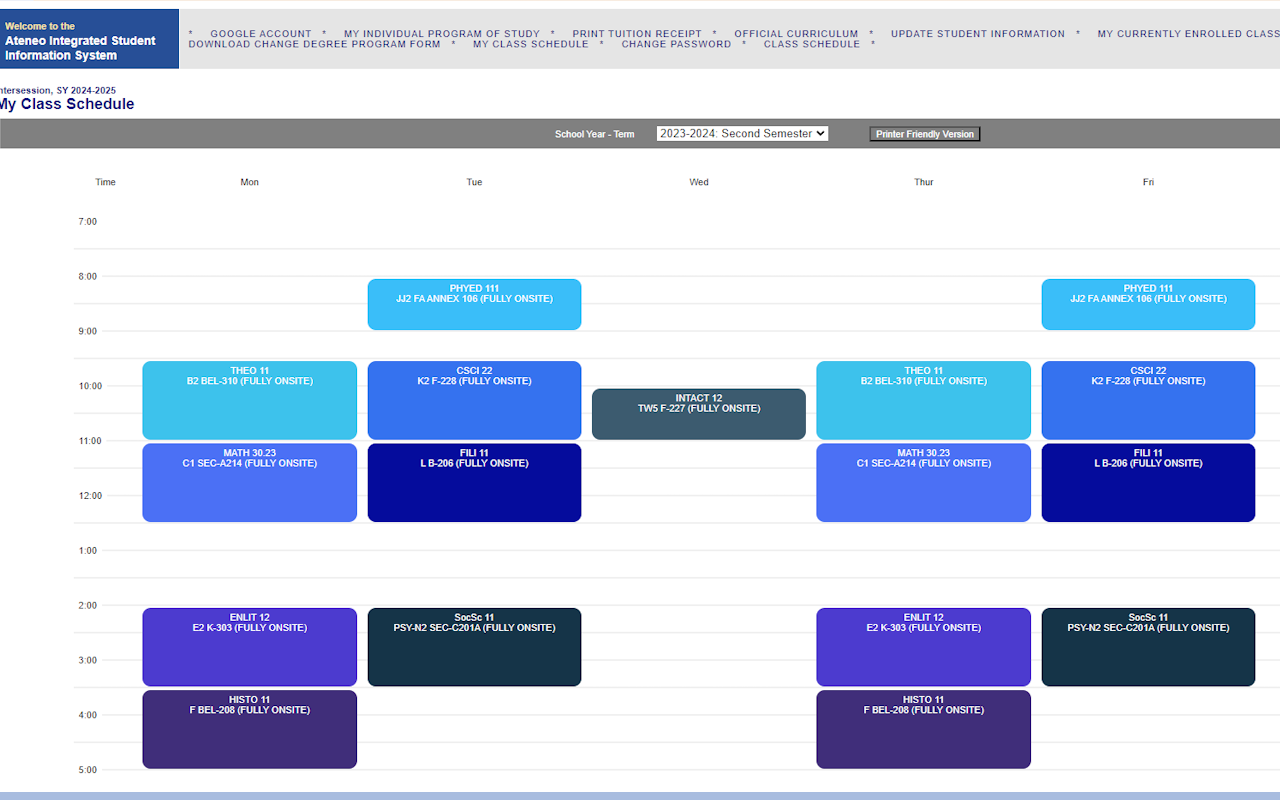 Welcome to the
Ateneo Integrated Student
Information System
* GOOGLE ACCOUNT * MY INDIVIDUAL PROGRAM OF STUDY * PRINT TUITION RECEIPT * OFFICIAL CURRICULUM * UPDATE STUDENT INFORMATION * MY CURRENTLY ENROLLED CLASS
DOWNLOAD CHANGE DEGREE PROGRAM FORM * MY CLASS SCHEDULE * CHANGE PASSWORD * CLASS SCHEDULE *
ntersession, SY 2024-2025
My Class Schedule
School Year - Term 2023-2024: Second Semester Printer Friendly Version
Time Mon Tue Wed Thur Fri
7:00
8:00
PHYED 111
JJ2 FA ANNEX 106 (FULLY ONSITE)
PHYED 111
JJ2 FA ANNEX 106 (FULLY ONSITE)
9:00
THEO 11
B2 BEL-310 (FULLY ONSITE)
CSCI 22
K2 F-228 (FULLY ONSITE)
THEO 11
B2 BEL-310 (FULLY ONSITE)
CSCI 22
K2 F-228 (FULLY ONSITE)
10:00
INTACT 12
TW5 F-227 (FULLY ONSITE)
11:00
MATH 30.23
C1 SEC-A214 (FULLY ONSITE)
FILI 11
L B-206 (FULLY ONSITE)
MATH 30.23
C1 SEC-A214 (FULLY ONSITE)
FILI 11
L B-206 (FULLY ONSITE)
12:00
1:00
2:00
ENLIT 12
E2 K-303 (FULLY ONSITE)
SocSc 11
PSY-N2 SEC-C201A (FULLY ONSITE)
ENLIT 12
E2 K-303 (FULLY ONSITE)
SocSc 11
PSY-N2 SEC-C201A (FULLY ONSITE)
3:00
HISTO 11
F BEL-208 (FULLY ONSITE)
HISTO 11
F BEL-208 (FULLY ONSITE)
4:00
5:00